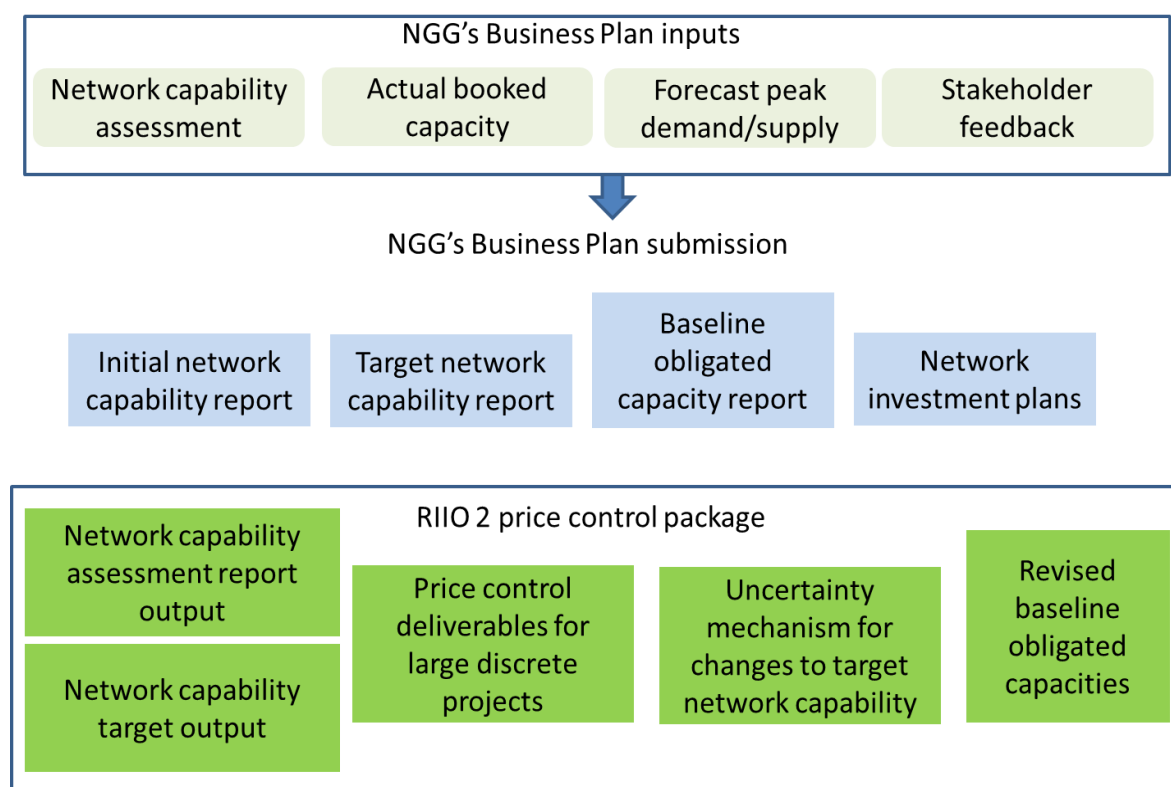 NGG's Business Plan inputs
Network capability
assessment
Actual booked
capacity
Forecast peak
demand/supply
Stakeholder
feedback
NGG's Business Plan submission
Initial network
capability report
Target network
capability report
Baseline
obligated
capacity report
Network
investment plans
RIIO 2 price control package
Network capability
assessment report
output
Network capability
target output
Price control
deliverables for
large discrete
projects
Uncertainty
mechanism for
changes to target
network capability
Revised
baseline
obligated
capacities